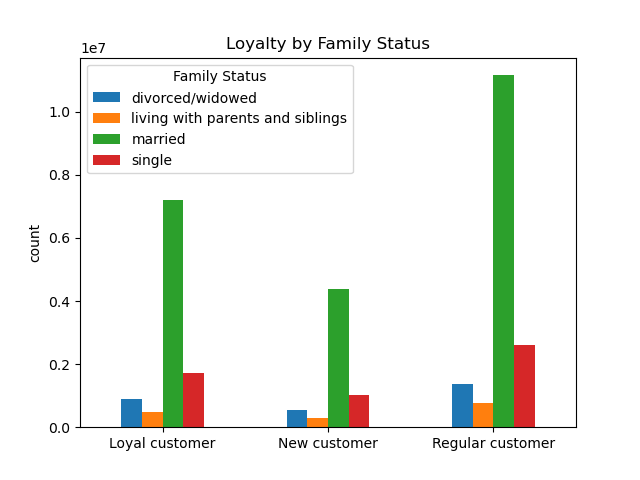 Loyalty by Family Status
1e7
Family Status
divorced/widowed
living with parents and siblings
married
single
1.0
0.8
0.6
0.4
0.2
0.0
count
Loyal customer
New customer
Regular customer